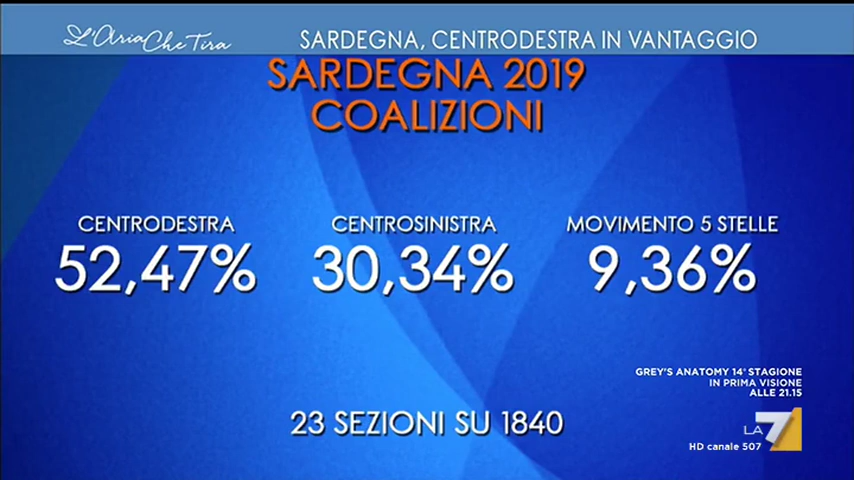 L'Aria Che Tira
SARDEGNA, CENTRODESTRA IN VANTAGGIO
SARDEGNA 2019
COALIZIONI
CENTRODESTRA
52,47%
CENTROSINISTRA
30,34%
MOVIMENTO 5 STELLE
9,36%
GREY'S ANATOMY 14ª STAGIONE
IN PRIMA VISIONE
ALLE 21.15
23 SEZIONI SU 1840
LA 7
HD canale 507